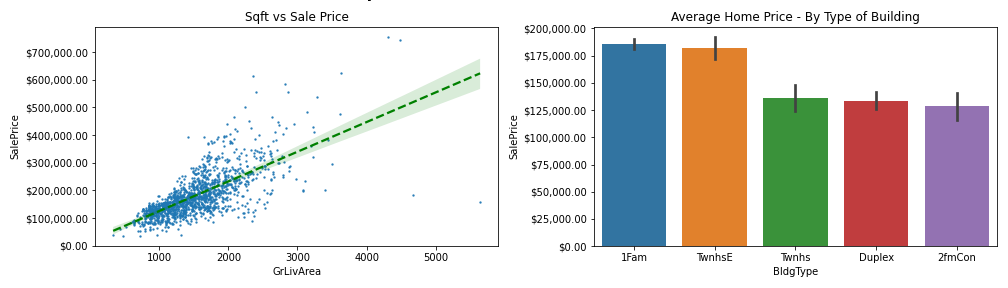 Sqft vs Sale Price
$700,000.00
$600,000.00
$500,000.00
$400,000.00
$300,000.00
$200,000.00
$100,000.00
$0.00
SalePrice
1000 2000 3000 4000 5000
GrLivArea
Average Home Price - By Type of Building
$200,000.00
$175,000.00
$150,000.00
$125,000.00
$100,000.00
$75,000.00
$50,000.00
$25,000.00
$0.00
SalePrice
1Fam TwnhsE Twnhs Duplex 2fmCon
BldgType